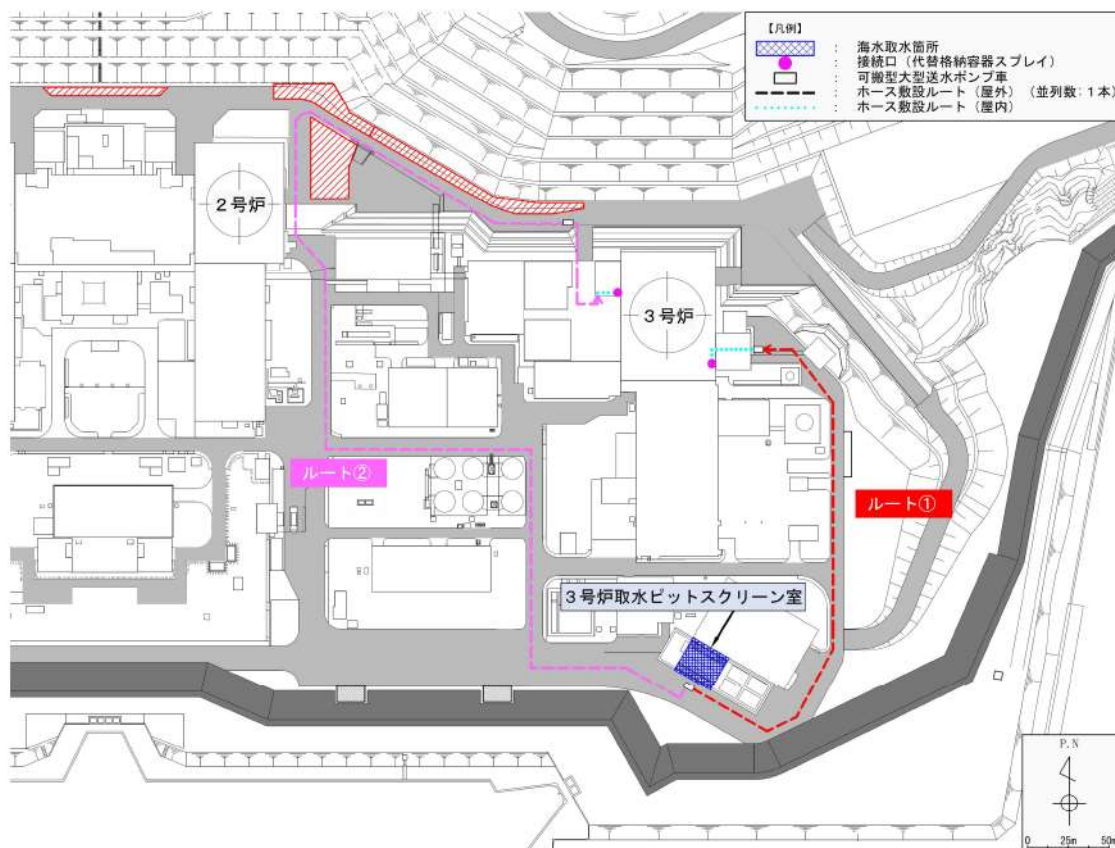 【凡例】
： 海水取水箇所
： 接続口（代替格納容器スプレイ）
： 可搬型大型送水ポンプ車
： ホース敷設ルート（屋外）（並列数：１本）
： ホース敷設ルート（屋内）
２号炉
３号炉
ルート②
ルート①
３号炉取水ピットスクリーン室
P.N
0 25m 50m